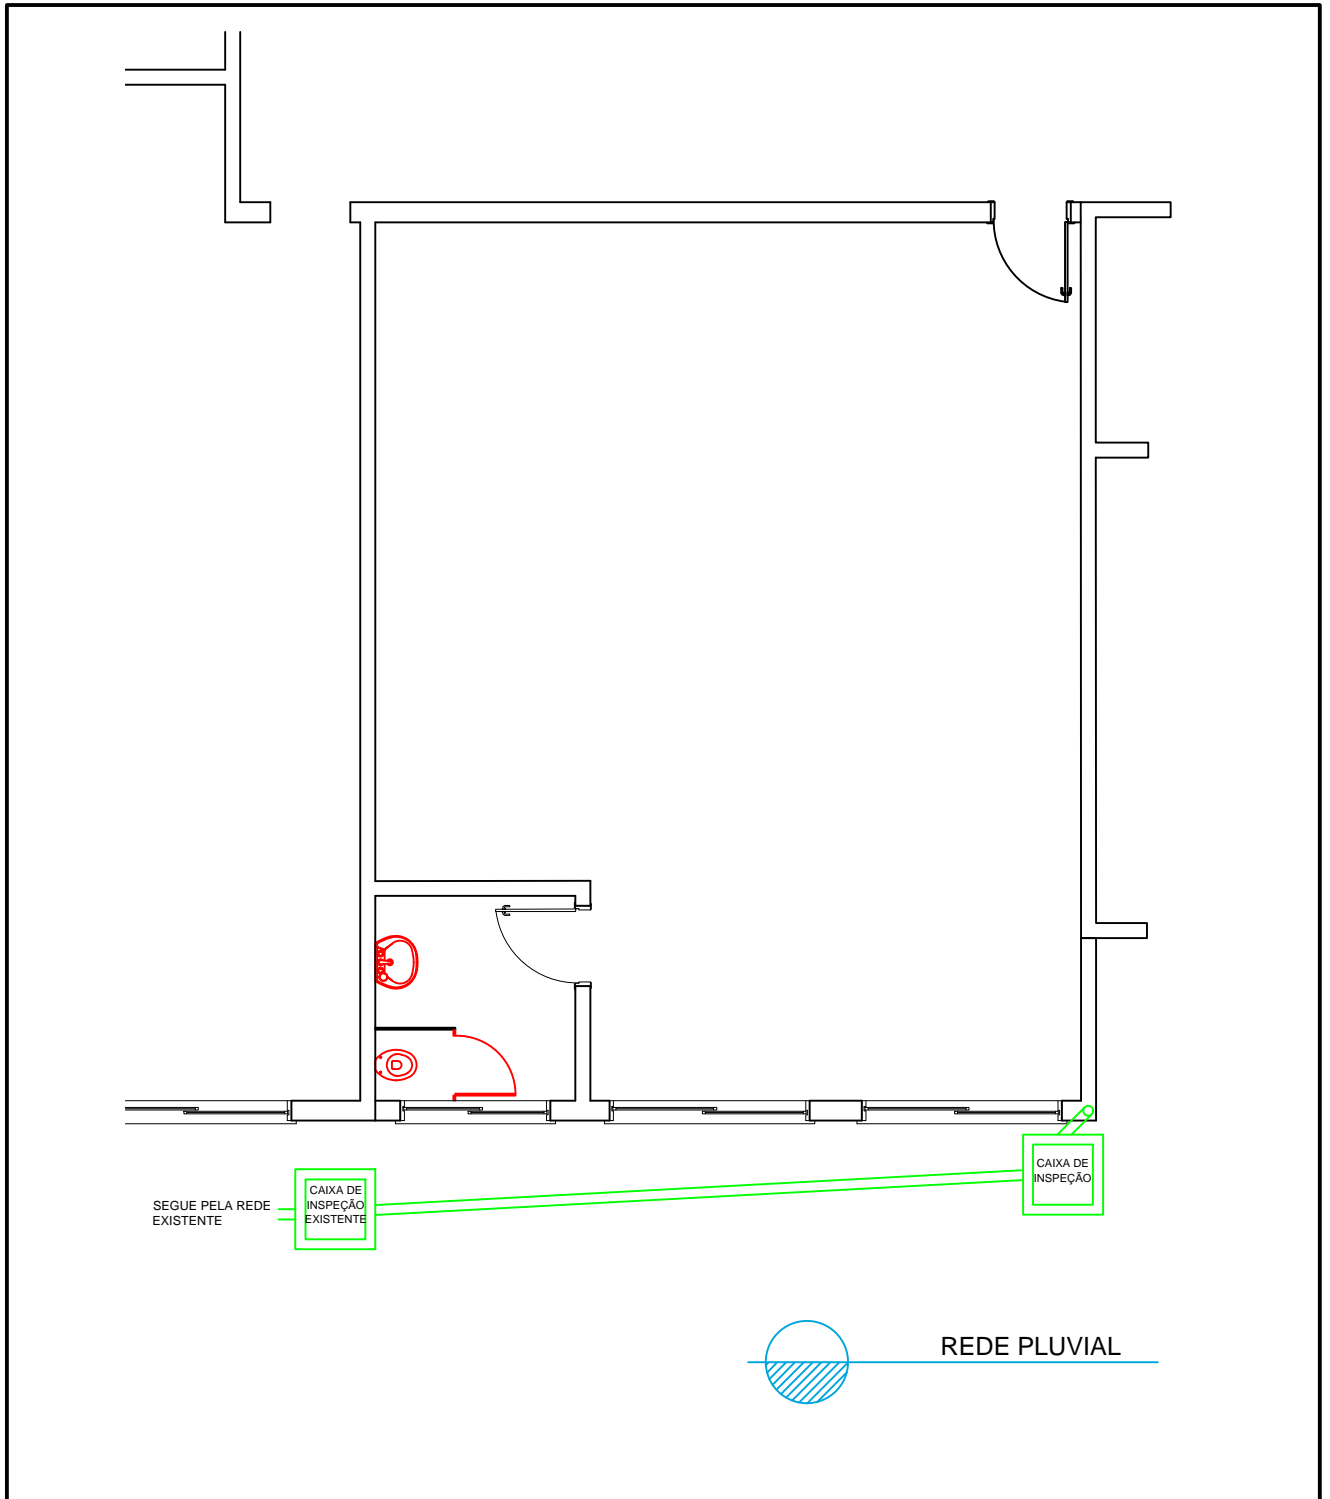 CAIXA DE
INSPEÇÃO
CAIXA DE
INSPEÇÃO
EXISTENTE
SEGUE PELA REDE
EXISTENTE
REDE PLUVIAL